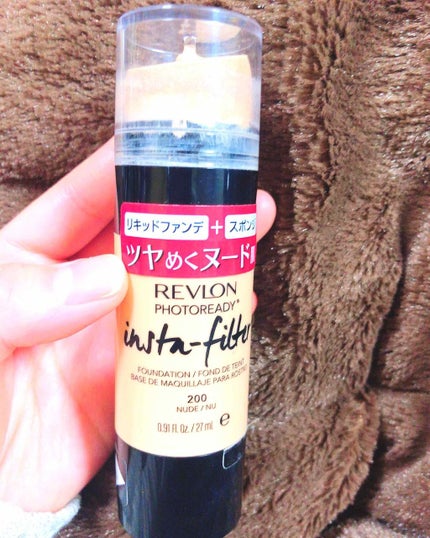 リキッドファンデ + スポンジ
ツヤめくヌード
REVLON
PHOTOREADY®
insta-filter
FOUNDATION / FOND DE TEINT
BASE DE MAQUILLAJE PARA ROSTRO
200
NUDE / NU
0.91 Fl. Oz. / 27 mL e